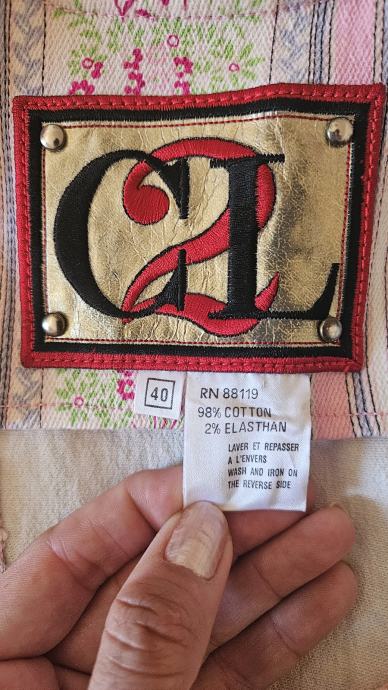 C2L
40
RN 88119
98% COTTON
2% ELASTHAN
LAVER ET REPASSER
A L'ENVERS
WASH AND IRON ON
THE REVERSE SIDE